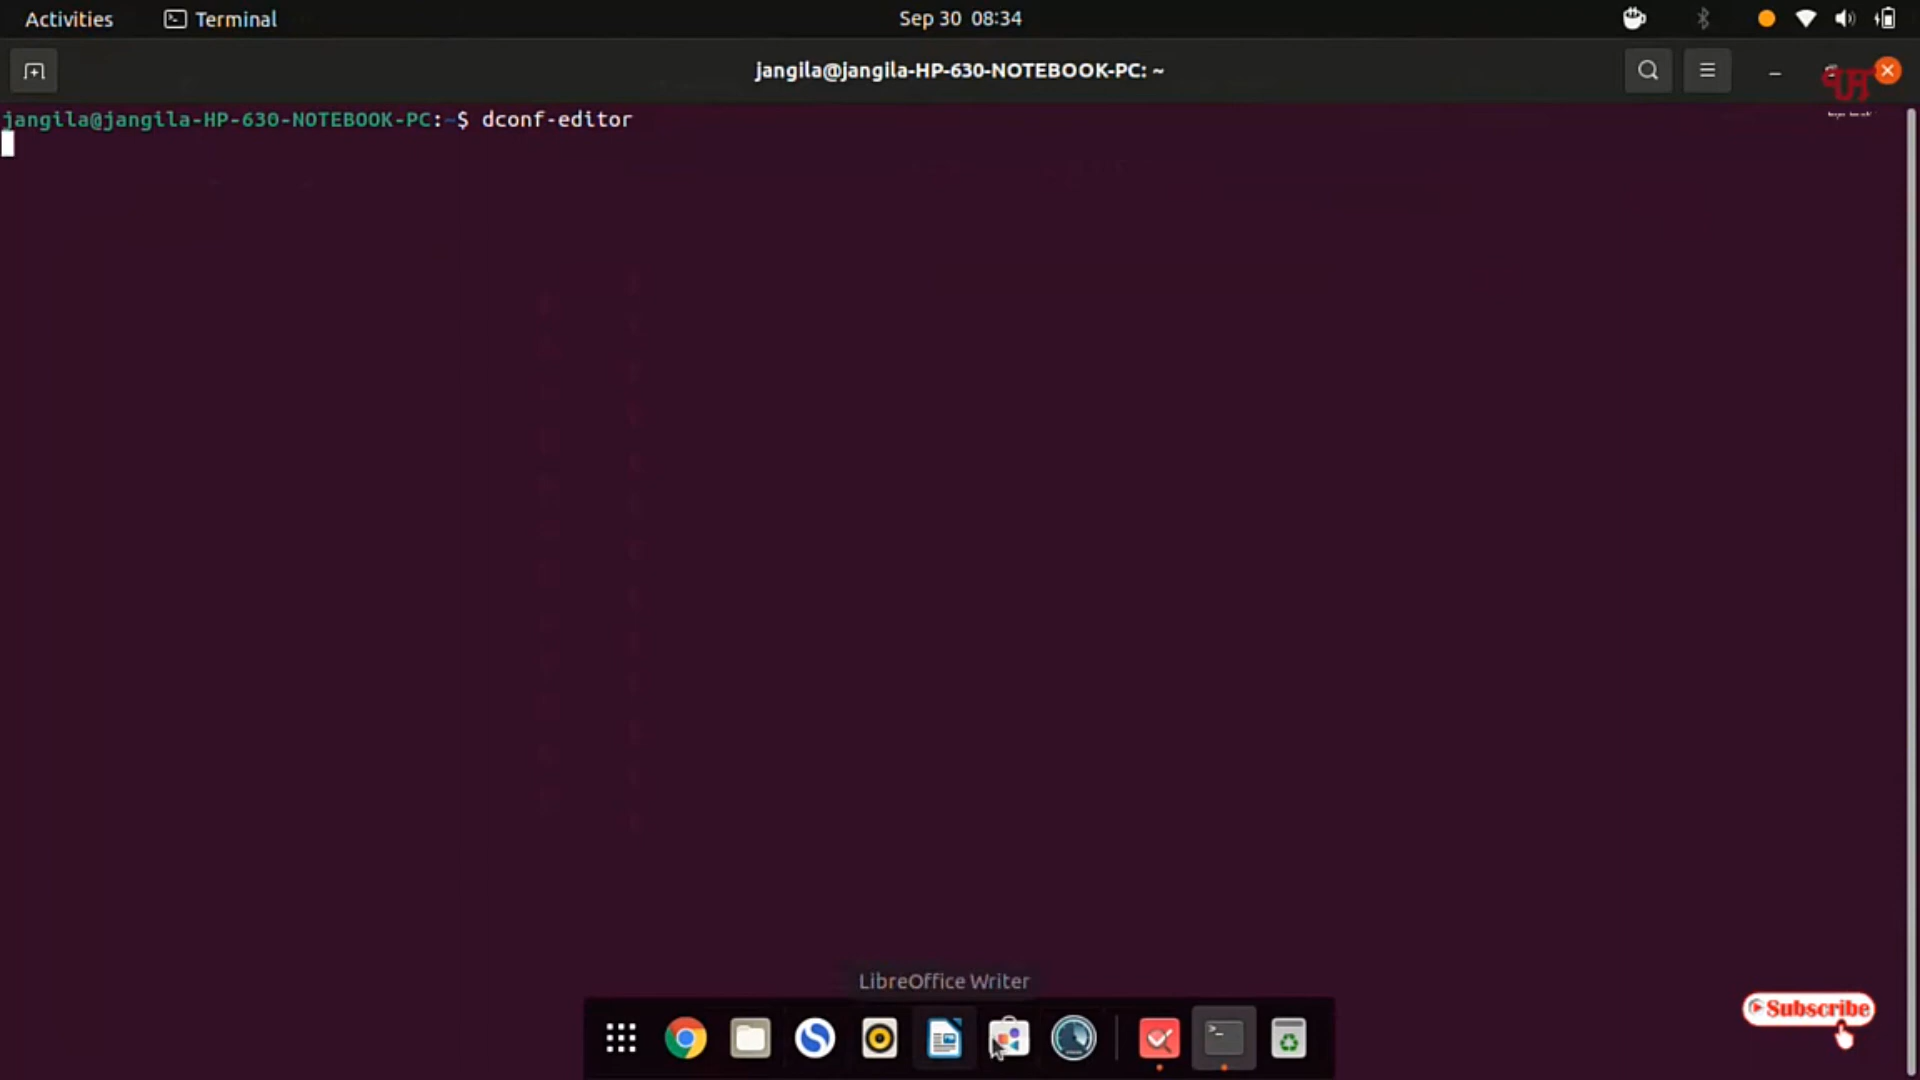 Activities Terminal Sep 30 08:34
jangila@jangila-HP-630-NOTEBOOK-PC: ~
jangila@jangila-HP-630-NOTEBOOK-PC:~$ dconf-editor
LibreOffice Writer
Subscribe